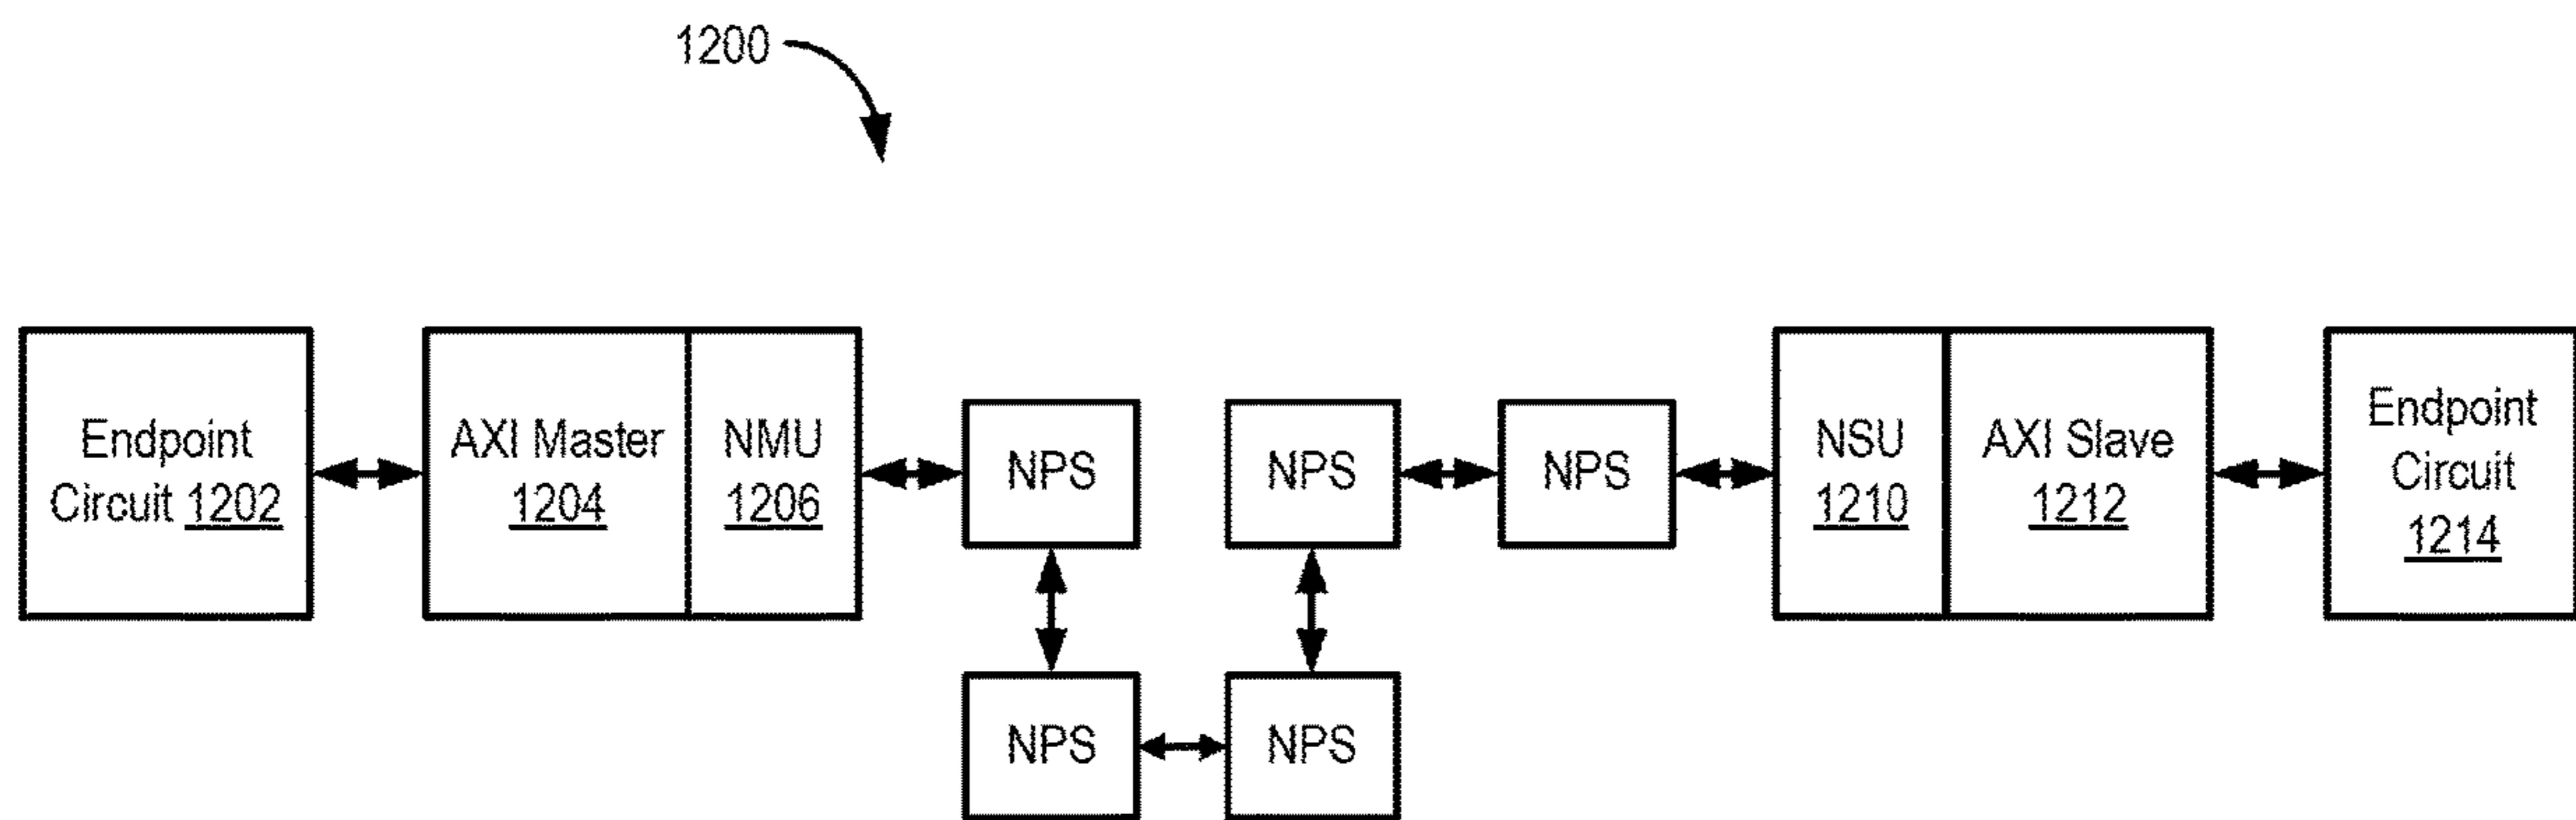 1200
Endpoint
Circuit 1202
AXI Master
1204
NMU
1206
NPS
NPS
NPS
NSU
1210
AXI Slave
1212
Endpoint
Circuit
1214
NPS
NPS